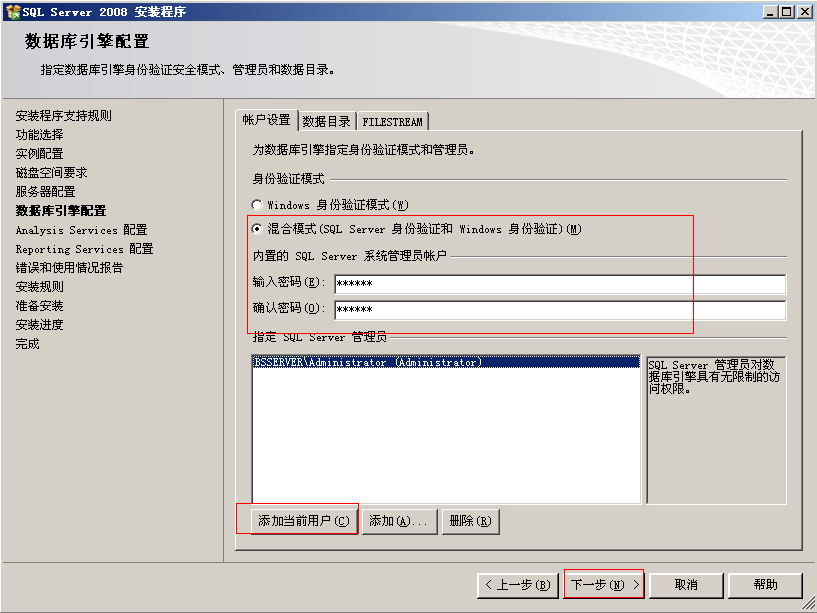 SQL Server 2008 安装程序
数据库引擎配置
指定数据库引擎身份验证安全模式、管理员和数据目录。
安装程序支持规则
功能选择
实例配置
磁盘空间要求
服务器配置
数据库引擎配置
Analysis Services 配置
Reporting Services 配置
错误和使用情况报告
安装规则
准备安装
安装进度
完成
帐户设置 数据目录 FILESTREAM
为数据库引擎指定身份验证模式和管理员。
身份验证模式
Windows 身份验证模式(W)
混合模式(SQL Server 身份验证和 Windows 身份验证)(M)
内置的 SQL Server 系统管理员帐户
输入密码(E): ******
确认密码(O): ******
指定 SQL Server 管理员
BSSERVER\Administrator (Administrator)
SQL Server 管理员对数
据库引擎具有无限制的访
问权限。
添加当前用户(C) 添加(A)... 删除(R)
< 上一步(B) 下一步(N) > 取消 帮助